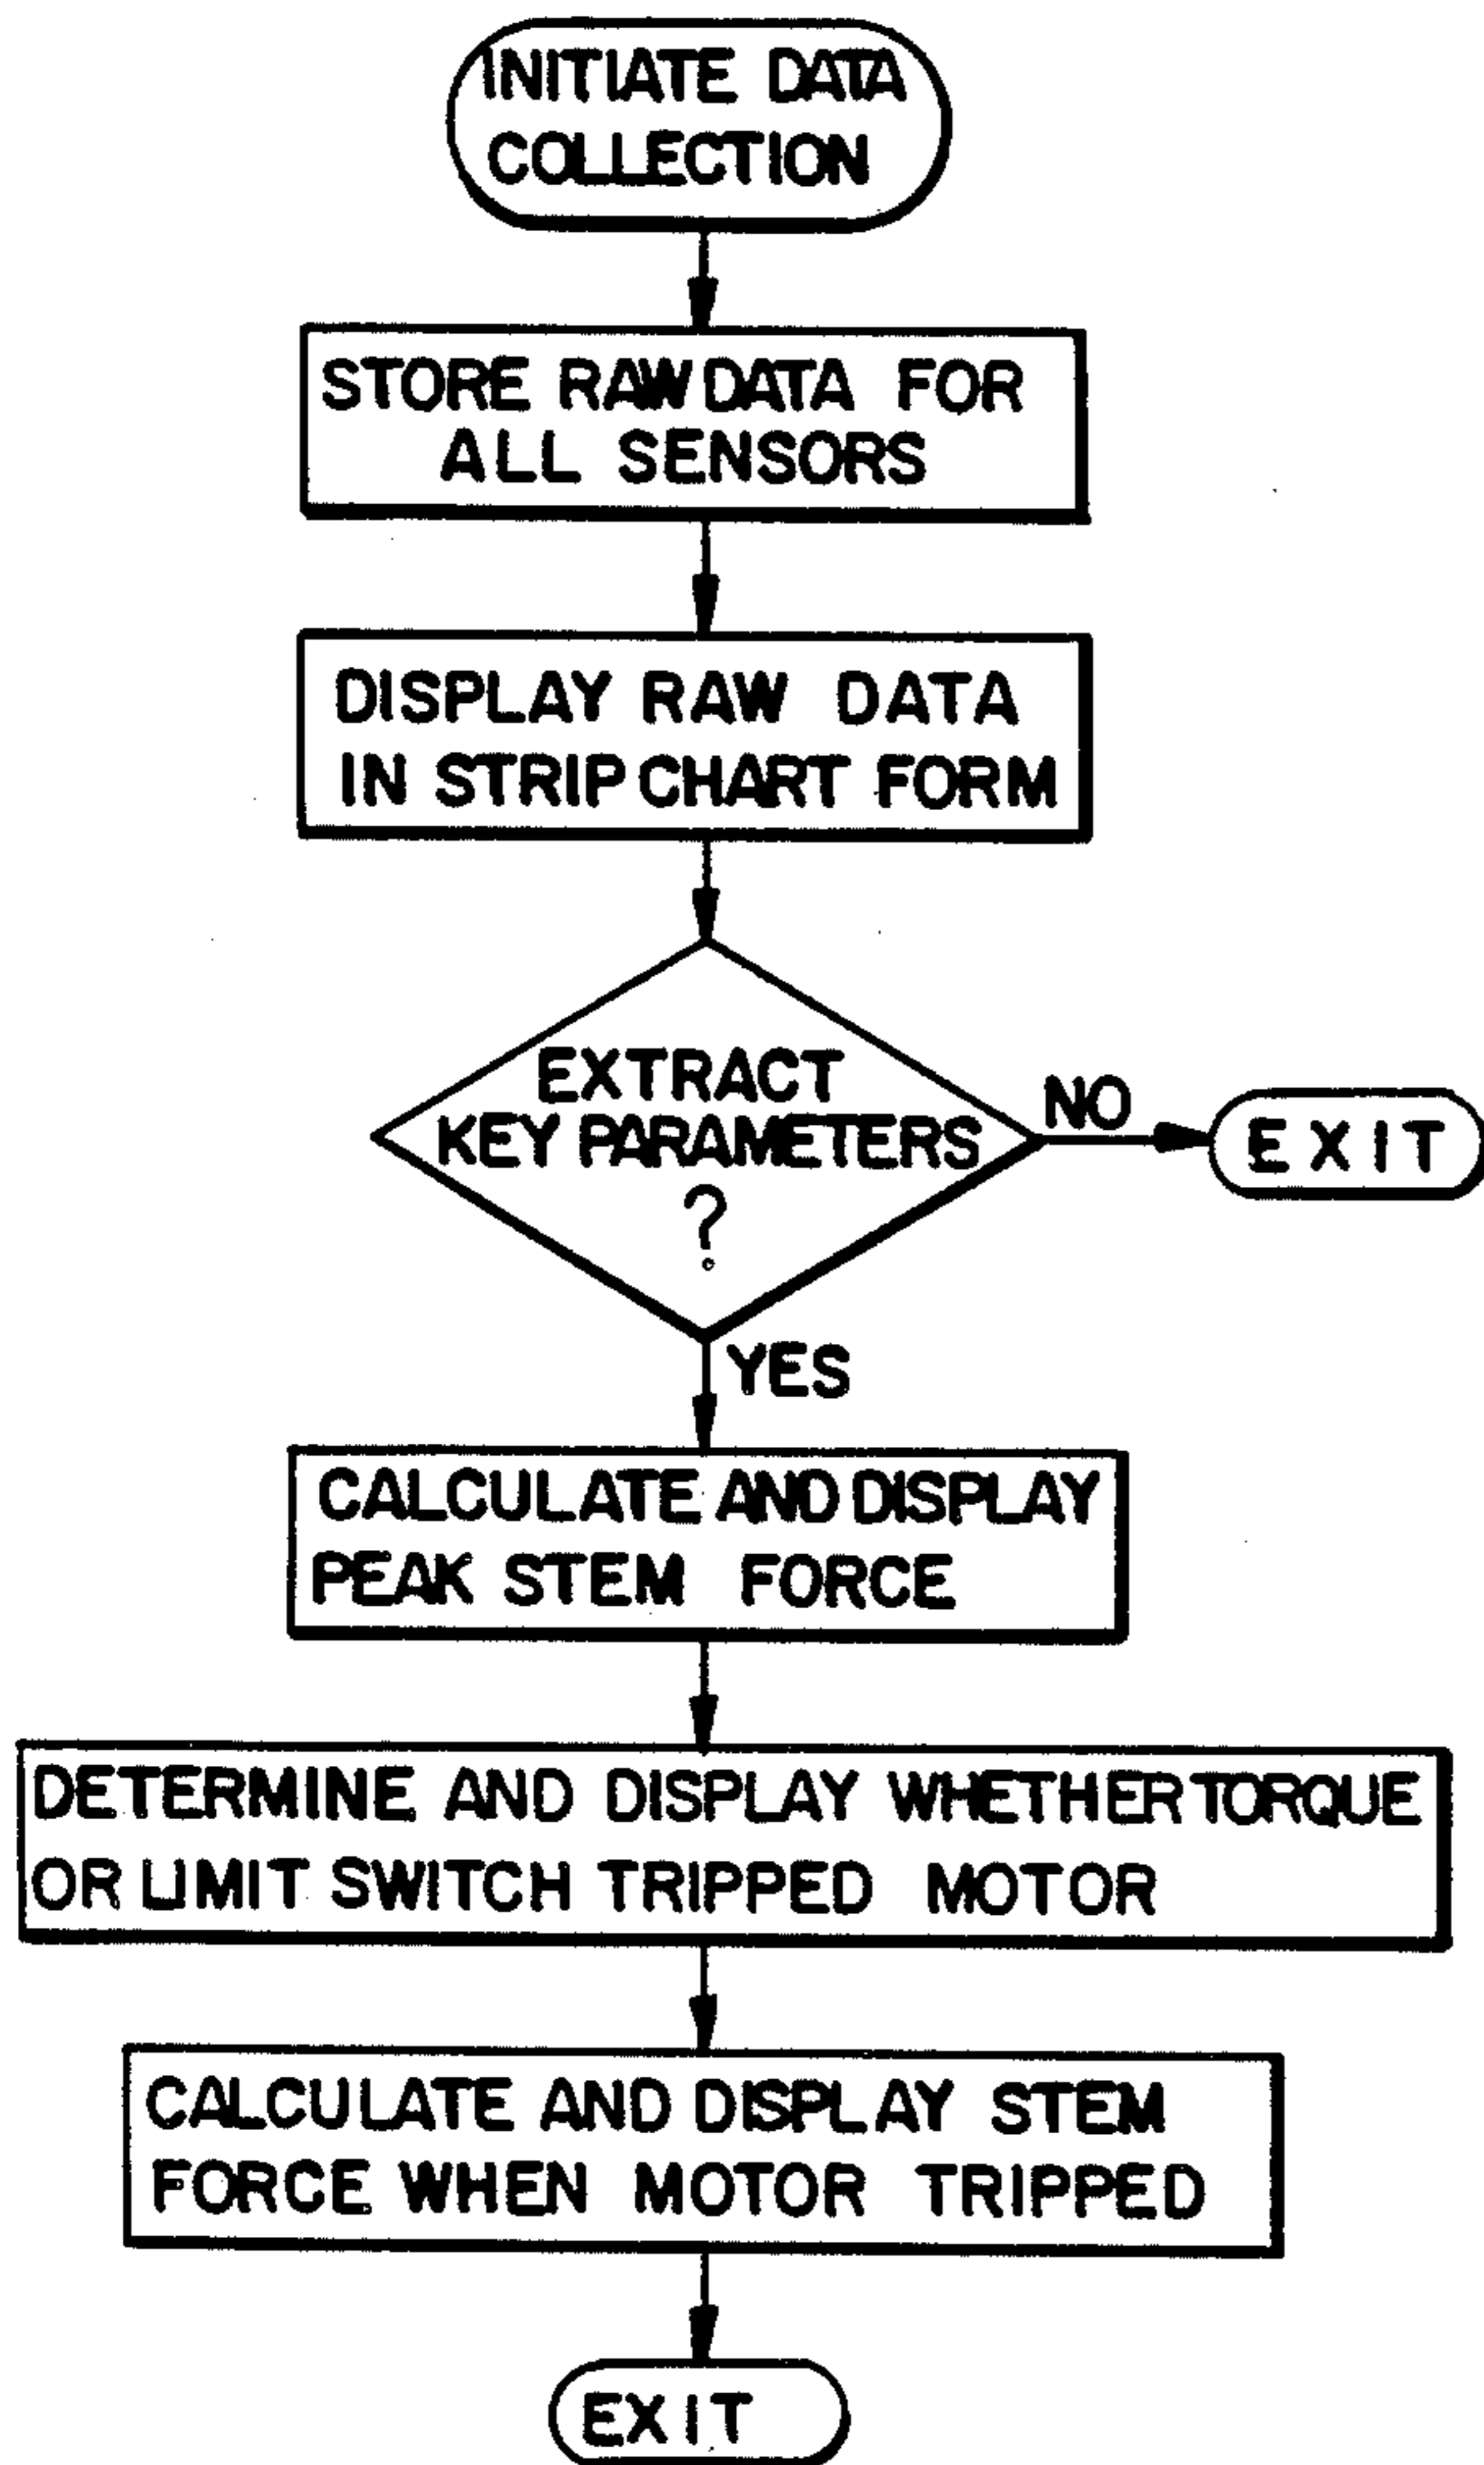 INITIATE DATA
COLLECTION
STORE RAW DATA FOR
ALL SENSORS
DISPLAY RAW DATA
IN STRIP CHART FORM
EXTRACT
KEY PARAMETERS
?
NO
EXIT
YES
CALCULATE AND DISPLAY
PEAK STEM FORCE
DETERMINE AND DISPLAY WHETHER TORQUE
OR LIMIT SWITCH TRIPPED MOTOR
CALCULATE AND DISPLAY STEM
FORCE WHEN MOTOR TRIPPED
EXIT